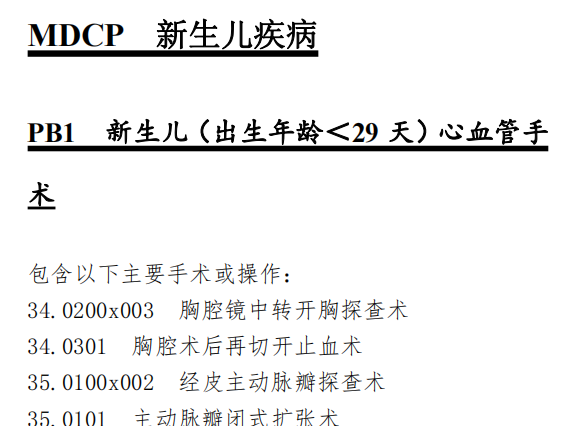 MDCP 新生儿疾病
PB1 新生儿（出生年龄＜29 天）心血管手
术
包含以下主要手术或操作：
34.0200x003 胸腔镜中转开胸探查术
34.0301 胸腔术后再切开止血术
35.0100x002 经皮主动脉瓣探查术
35.0101 主动脉瓣闭式扩张术